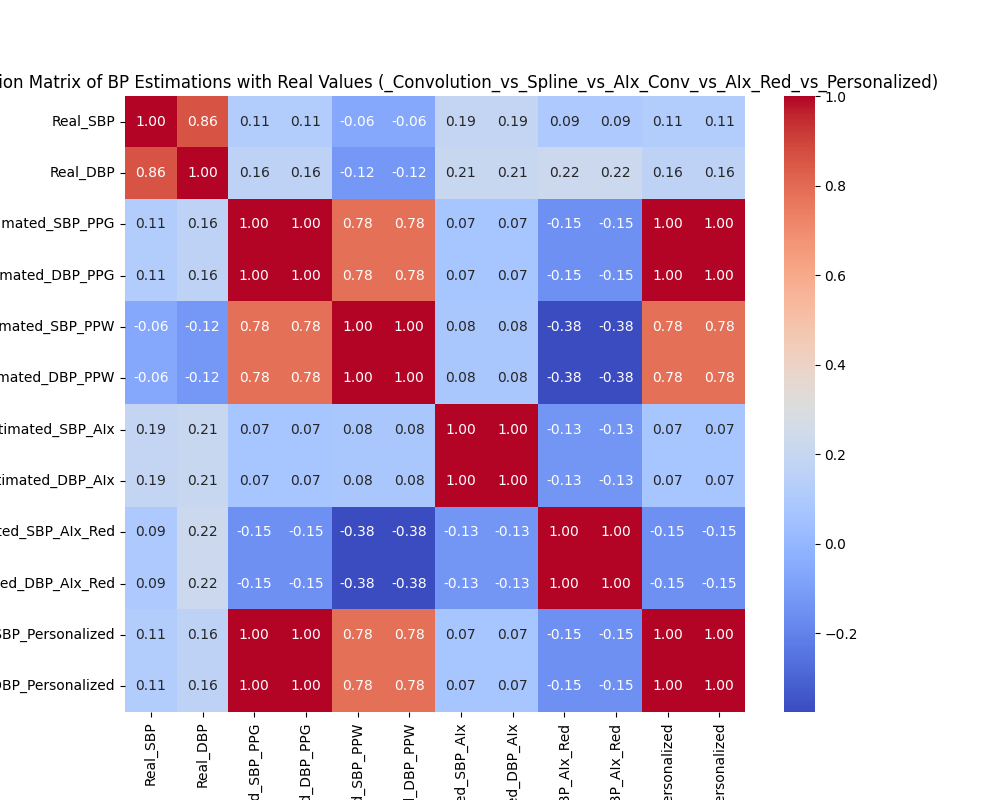 ion Matrix of BP Estimations with Real Values (_Convolution_vs_Spline_vs_AIx_Conv_vs_AIx_Red_vs_Personalized)
Real_SBP 1.00 0.86 0.11 0.11 -0.06 -0.06 0.19 0.19 0.09 0.09 0.11 0.11
Real_DBP 0.86 1.00 0.16 0.16 -0.12 -0.12 0.21 0.21 0.22 0.22 0.16 0.16
mated_SBP_PPG 0.11 0.16 1.00 1.00 0.78 0.78 0.07 0.07 -0.15 -0.15 1.00 1.00
mated_DBP_PPG 0.11 0.16 1.00 1.00 0.78 0.78 0.07 0.07 -0.15 -0.15 1.00 1.00
mated_SBP_PPW -0.06 -0.12 0.78 0.78 1.00 1.00 0.08 0.08 -0.38 -0.38 0.78 0.78
mated_DBP_PPW -0.06 -0.12 0.78 0.78 1.00 1.00 0.08 0.08 -0.38 -0.38 0.78 0.78
timated_SBP_AIx 0.19 0.21 0.07 0.07 0.08 0.08 1.00 1.00 -0.13 -0.13 0.07 0.07
timated_DBP_AIx 0.19 0.21 0.07 0.07 0.08 0.08 1.00 1.00 -0.13 -0.13 0.07 0.07
ted_SBP_AIx_Red 0.09 0.22 -0.15 -0.15 -0.38 -0.38 -0.13 -0.13 1.00 1.00 -0.15 -0.15
ed_DBP_AIx_Red 0.09 0.22 -0.15 -0.15 -0.38 -0.38 -0.13 -0.13 1.00 1.00 -0.15 -0.15
SBP_Personalized 0.11 0.16 1.00 1.00 0.78 0.78 0.07 0.07 -0.15 -0.15 1.00 1.00
DBP_Personalized 0.11 0.16 1.00 1.00 0.78 0.78 0.07 0.07 -0.15 -0.15 1.00 1.00
Real_SBP
Real_DBP
d_SBP_PPG
d_DBP_PPG
d_SBP_PPW
d_DBP_PPW
ed_SBP_AIx
ed_DBP_AIx
BP_AIx_Red
BP_AIx_Red
ersonalized
ersonalized
1.0
0.8
0.6
0.4
0.2
0.0
−0.2